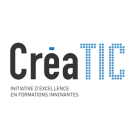 CréaTIC
INITIATIVE D'EXCELLENCE
EN FORMATIONS INNOVANTES